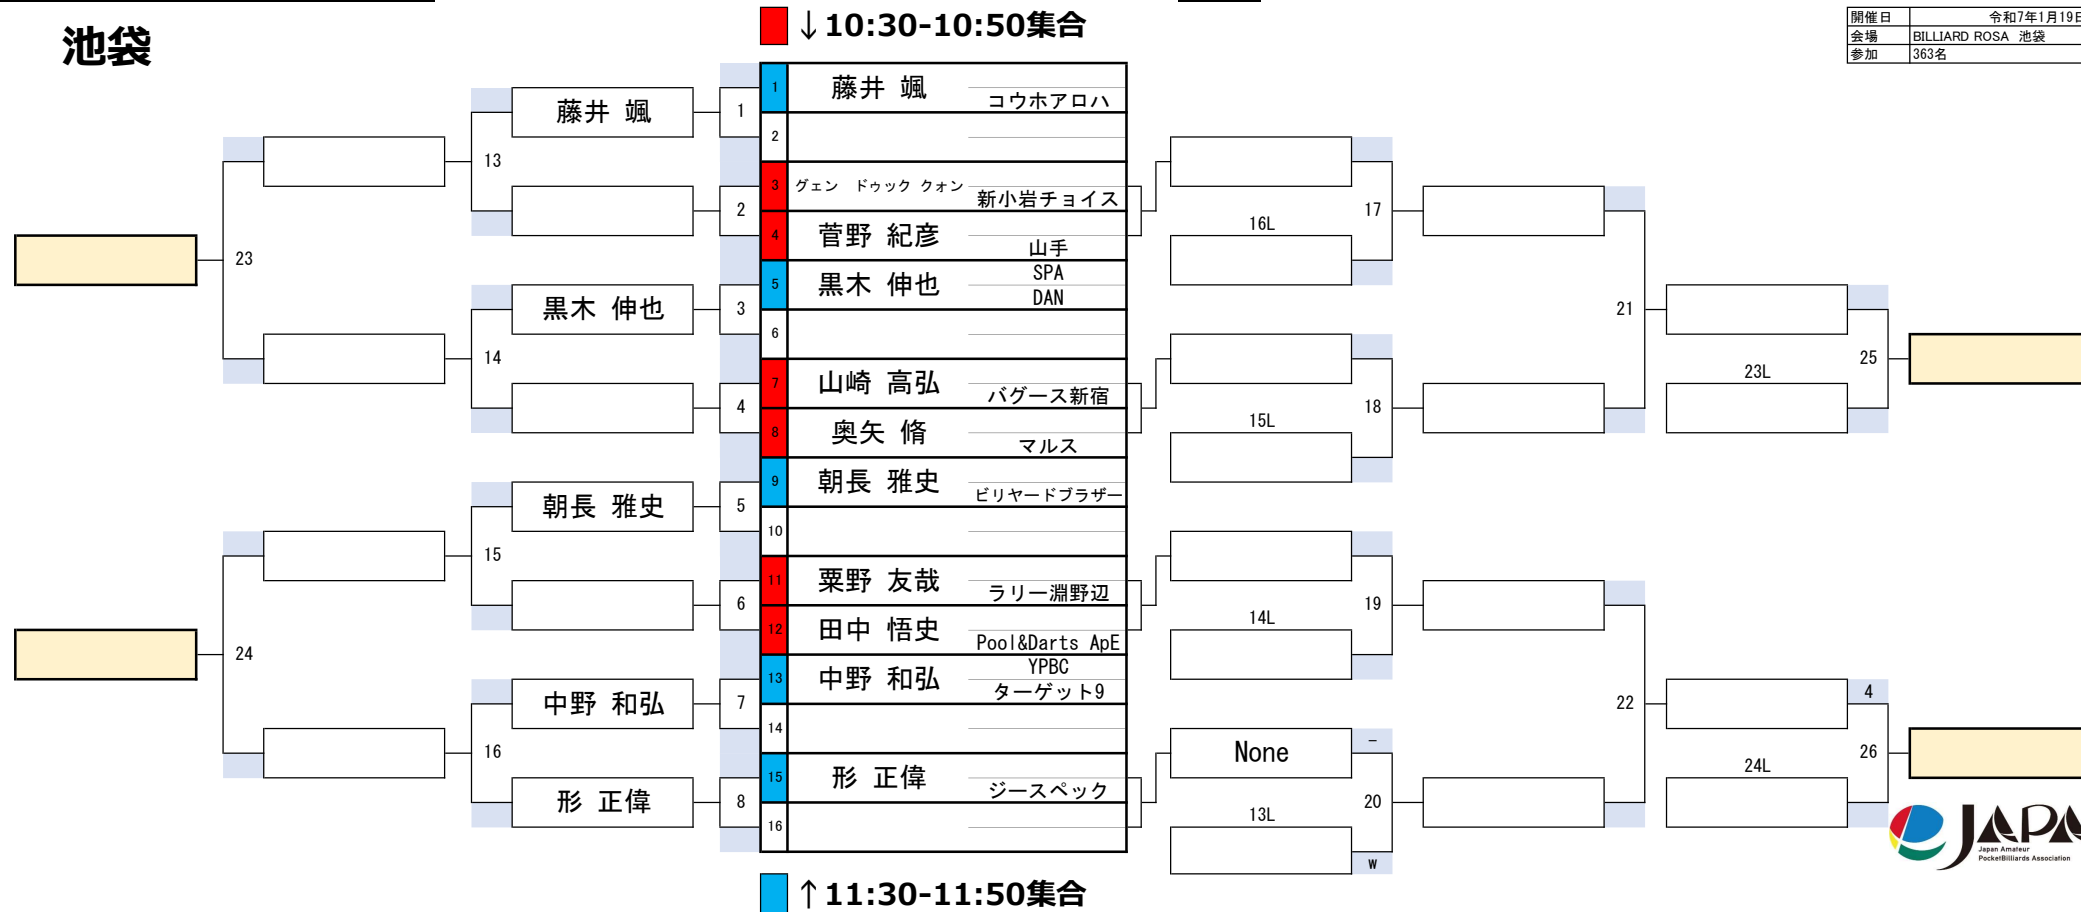 ↓10:30-10:50集合
池袋
開催日 令和7年1月19日
会場 BILLIARD ROSA 池袋
参加 363名
1 藤井 颯 コウホアロハ
2
3 グェン ドゥック クォン 新小岩チョイス
4 菅野 紀彦 山手
5 黒木 伸也 SPA
DAN
6
7 山崎 高弘 バグース新宿
8 奥矢 脩 マルス
9 朝長 雅史 ビリヤードブラザー
10
11 粟野 友哉 ラリー淵野辺
12 田中 悟史 Pool&Darts ApE
13 中野 和弘 YPBC
ターゲット9
14
15 形 正偉 ジースペック
16
藤井 颯 1
13
2
23
黒木 伸也 3
14
4
朝長 雅史 5
15
6
24
中野 和弘 7
16
形 正偉 8
17
16L
21
18
15L
23L
25
19
14L
22
4
None -
20
13L
W
24L
26
JAPA
Japan Amateur
PocketBilliards Association
↑11:30-11:50集合